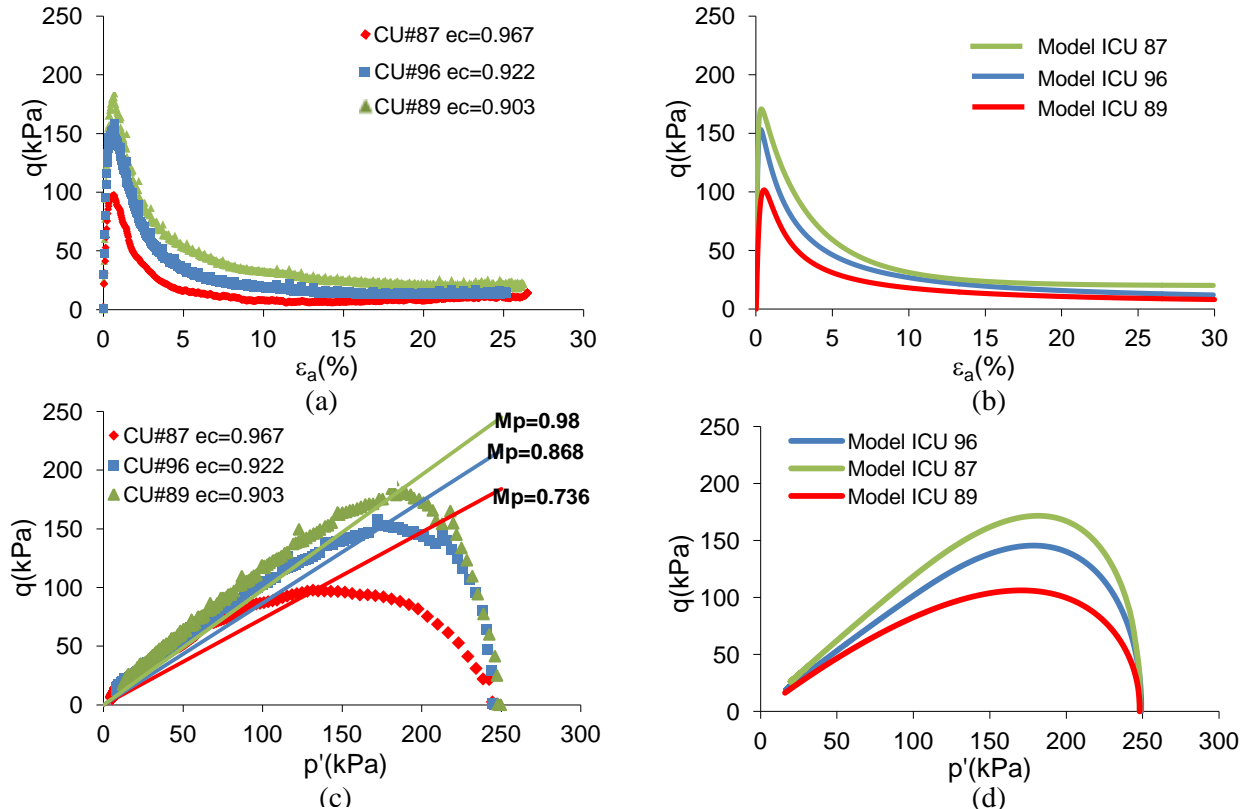 250
200
150
100
50
0
q(kPa)
CU#87 ec=0.967
CU#96 ec=0.922
CU#89 ec=0.903
0 5 10 15 20 25 30
εa(%)
(a)
250
200
150
100
50
0
q(kPa)
Model ICU 87
Model ICU 96
Model ICU 89
0 5 10 15 20 25 30
εa(%)
(b)
250
200
150
100
50
0
q(kPa)
CU#87 ec=0.967
CU#96 ec=0.922
CU#89 ec=0.903
Mp=0.98
Mp=0.868
Mp=0.736
0 50 100 150 200 250 300
p'(kPa)
(c)
250
200
150
100
50
0
q(kPa)
Model ICU 96
Model ICU 87
Model ICU 89
0 50 100 150 200 250 300
p'(kPa)
(d)